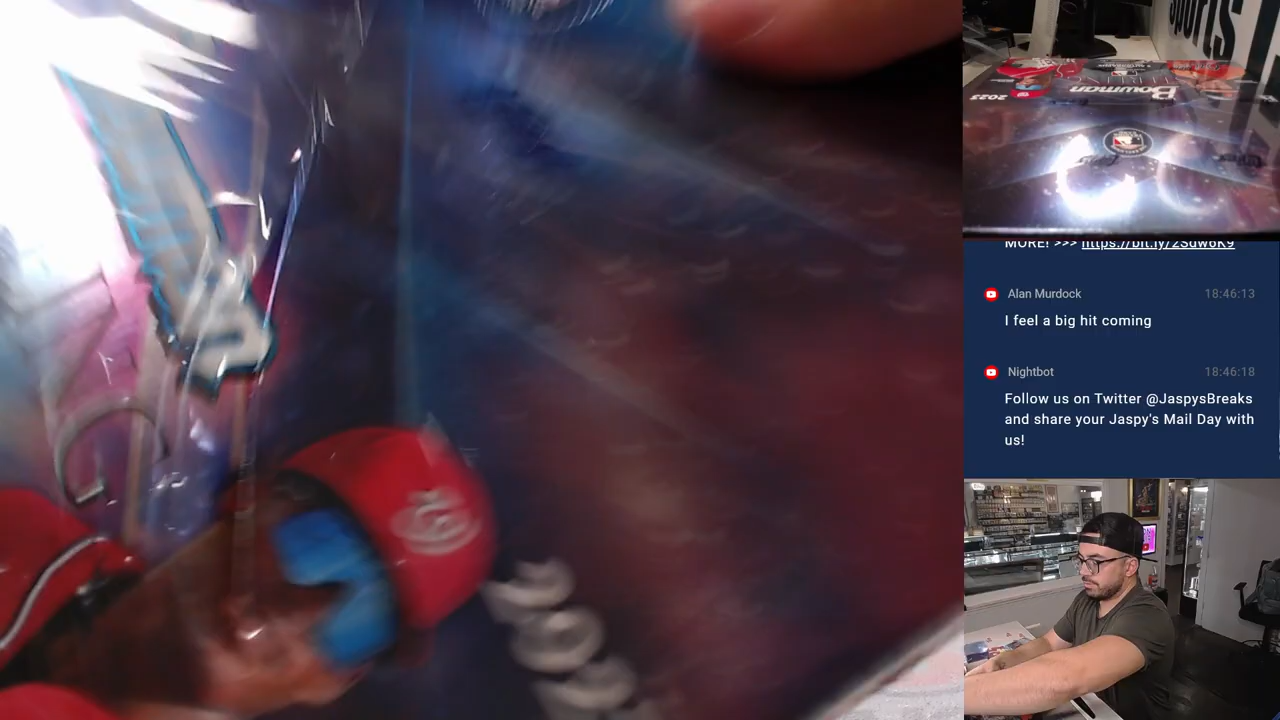 sports
Bowman
2023
MORE! >>> https://bit.ly/2Sdw6K9
Alan Murdock 18:46:13
I feel a big hit coming
Nightbot 18:46:18
Follow us on Twitter @JaspysBreaks
and share your Jaspy's Mail Day with
us!